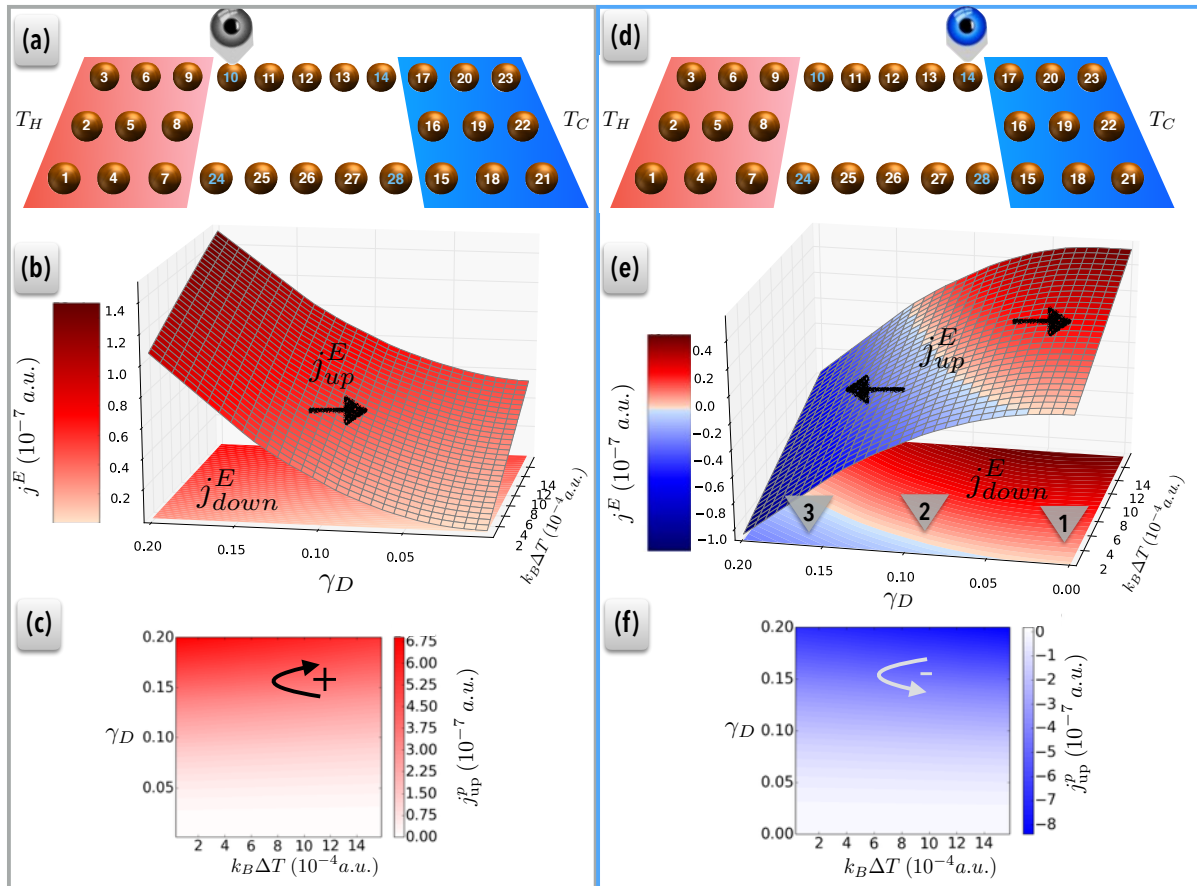 (a)
3 6 9 10 11 12 13 14 17 20 23
T_H 2 5 8 16 19 22 T_C
1 4 7 24 25 26 27 28 15 18 21
(b)
1.4
1.2
1.0
0.8
0.6
0.4
0.2
j^E (10^-7 a.u.)
j^E_up
j^E_down
0.20 0.15 0.10 0.05
γ_D
2 4 6 8 10 12 14
k_BΔT (10^-4 a.u.)
(c)
0.20
0.15
0.10
0.05
γ_D
+
2 4 6 8 10 12 14
k_BΔT (10^-4 a.u.)
6.75
6.00
5.25
4.50
3.75
3.00
2.25
1.50
0.75
0.00
j^p_up (10^-7 a.u.)
(d)
3 6 9 10 11 12 13 14 17 20 23
T_H 2 5 8 16 19 22 T_C
1 4 7 24 25 26 27 28 15 18 21
(e)
0.4
0.2
0.0
−0.2
−0.4
−0.6
−0.8
−1.0
j^E (10^-7 a.u.)
j^E_up
j^E_down
3 2 1
0.20 0.15 0.10 0.05 0.00
γ_D
2 4 6 8 10 12 14
k_BΔT (10^-4 a.u.)
(f)
0.20
0.15
0.10
0.05
0.00
γ_D
-
2 4 6 8 10 12 14
k_BΔT (10^-4 a.u.)
0
−1
−2
−3
−4
−5
−6
−7
−8
j^p_up (10^-7 a.u.)